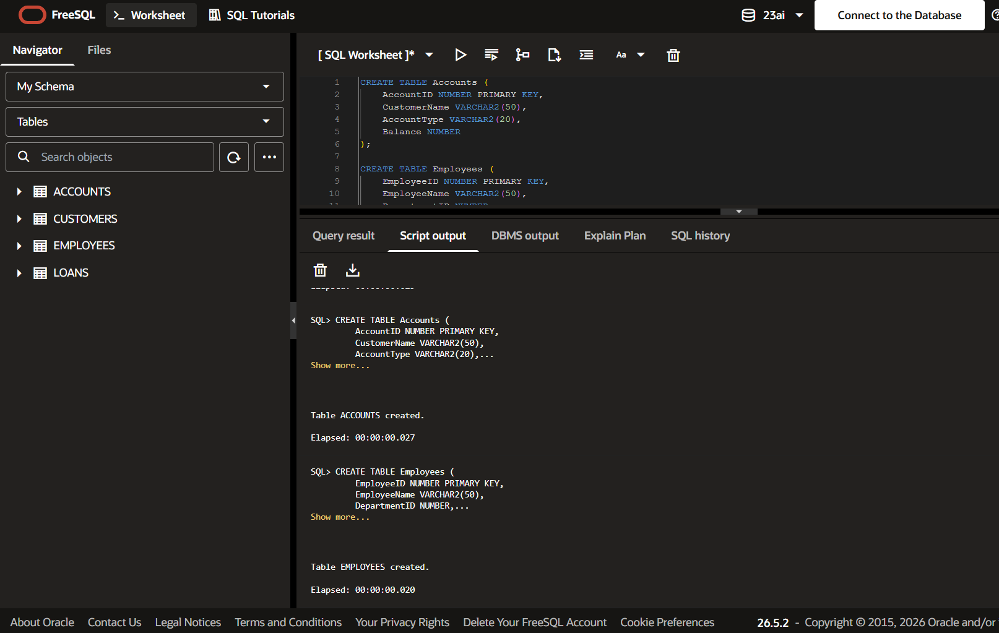 FreeSQL
Worksheet
SQL Tutorials
23ai
Connect to the Database
Navigator
Files
My Schema
Tables
Search objects
ACCOUNTS
CUSTOMERS
EMPLOYEES
LOANS
[ SQL Worksheet ]*
Aa
1 CREATE TABLE Accounts (
2 AccountID NUMBER PRIMARY KEY,
3 CustomerName VARCHAR2(50),
4 AccountType VARCHAR2(20),
5 Balance NUMBER
6 );
7
8 CREATE TABLE Employees (
9 EmployeeID NUMBER PRIMARY KEY,
10 EmployeeName VARCHAR2(50),
Query result
Script output
DBMS output
Explain Plan
SQL history
SQL> CREATE TABLE Accounts (
AccountID NUMBER PRIMARY KEY,
CustomerName VARCHAR2(50),
AccountType VARCHAR2(20),...
Show more...
Table ACCOUNTS created.
Elapsed: 00:00:00.027
SQL> CREATE TABLE Employees (
EmployeeID NUMBER PRIMARY KEY,
EmployeeName VARCHAR2(50),
DepartmentID NUMBER,...
Show more...
Table EMPLOYEES created.
Elapsed: 00:00:00.020
About Oracle
Contact Us
Legal Notices
Terms and Conditions
Your Privacy Rights
Delete Your FreeSQL Account
Cookie Preferences
26.5.2 - Copyright © 2015, 2026 Oracle and/or